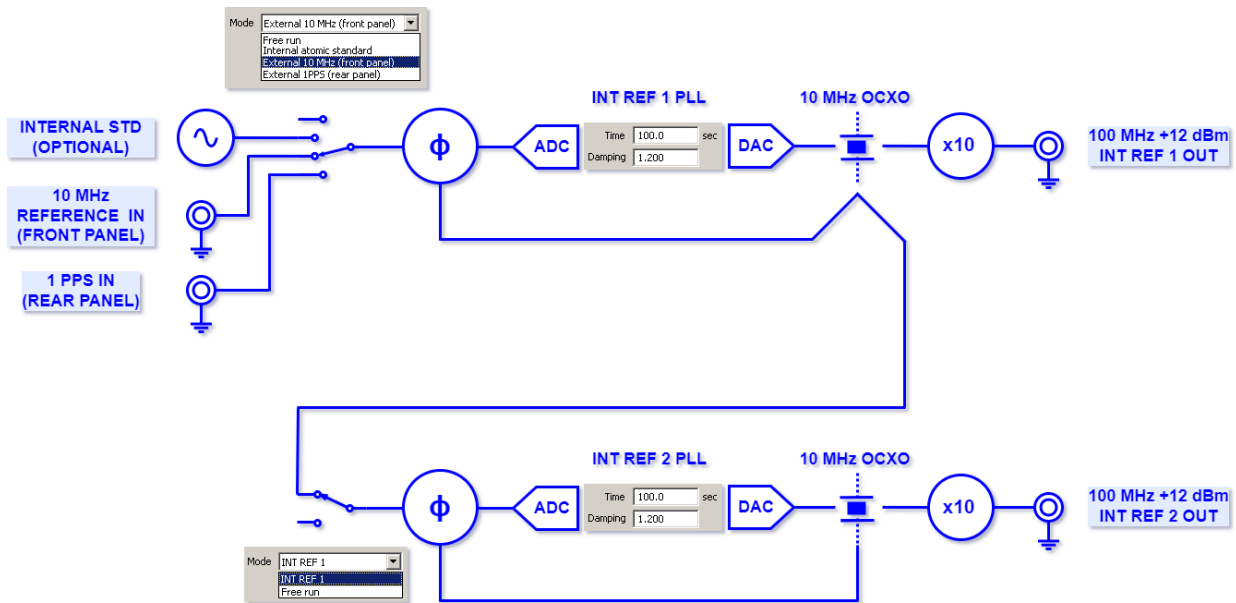 Mode External 10 MHz (front panel)
Free run
Internal atomic standard
External 10 MHz (front panel)
External 1PPS (rear panel)
INTERNAL STD
(OPTIONAL)
10 MHz
REFERENCE IN
(FRONT PANEL)
1 PPS IN
(REAR PANEL)
ϕ
ADC
INT REF 1 PLL
Time 100.0 sec
Damping 1.200
DAC
10 MHz OCXO
x10
100 MHz +12 dBm
INT REF 1 OUT
Mode INT REF 1
INT REF 1
Free run
ϕ
ADC
INT REF 2 PLL
Time 100.0 sec
Damping 1.200
DAC
10 MHz OCXO
x10
100 MHz +12 dBm
INT REF 2 OUT